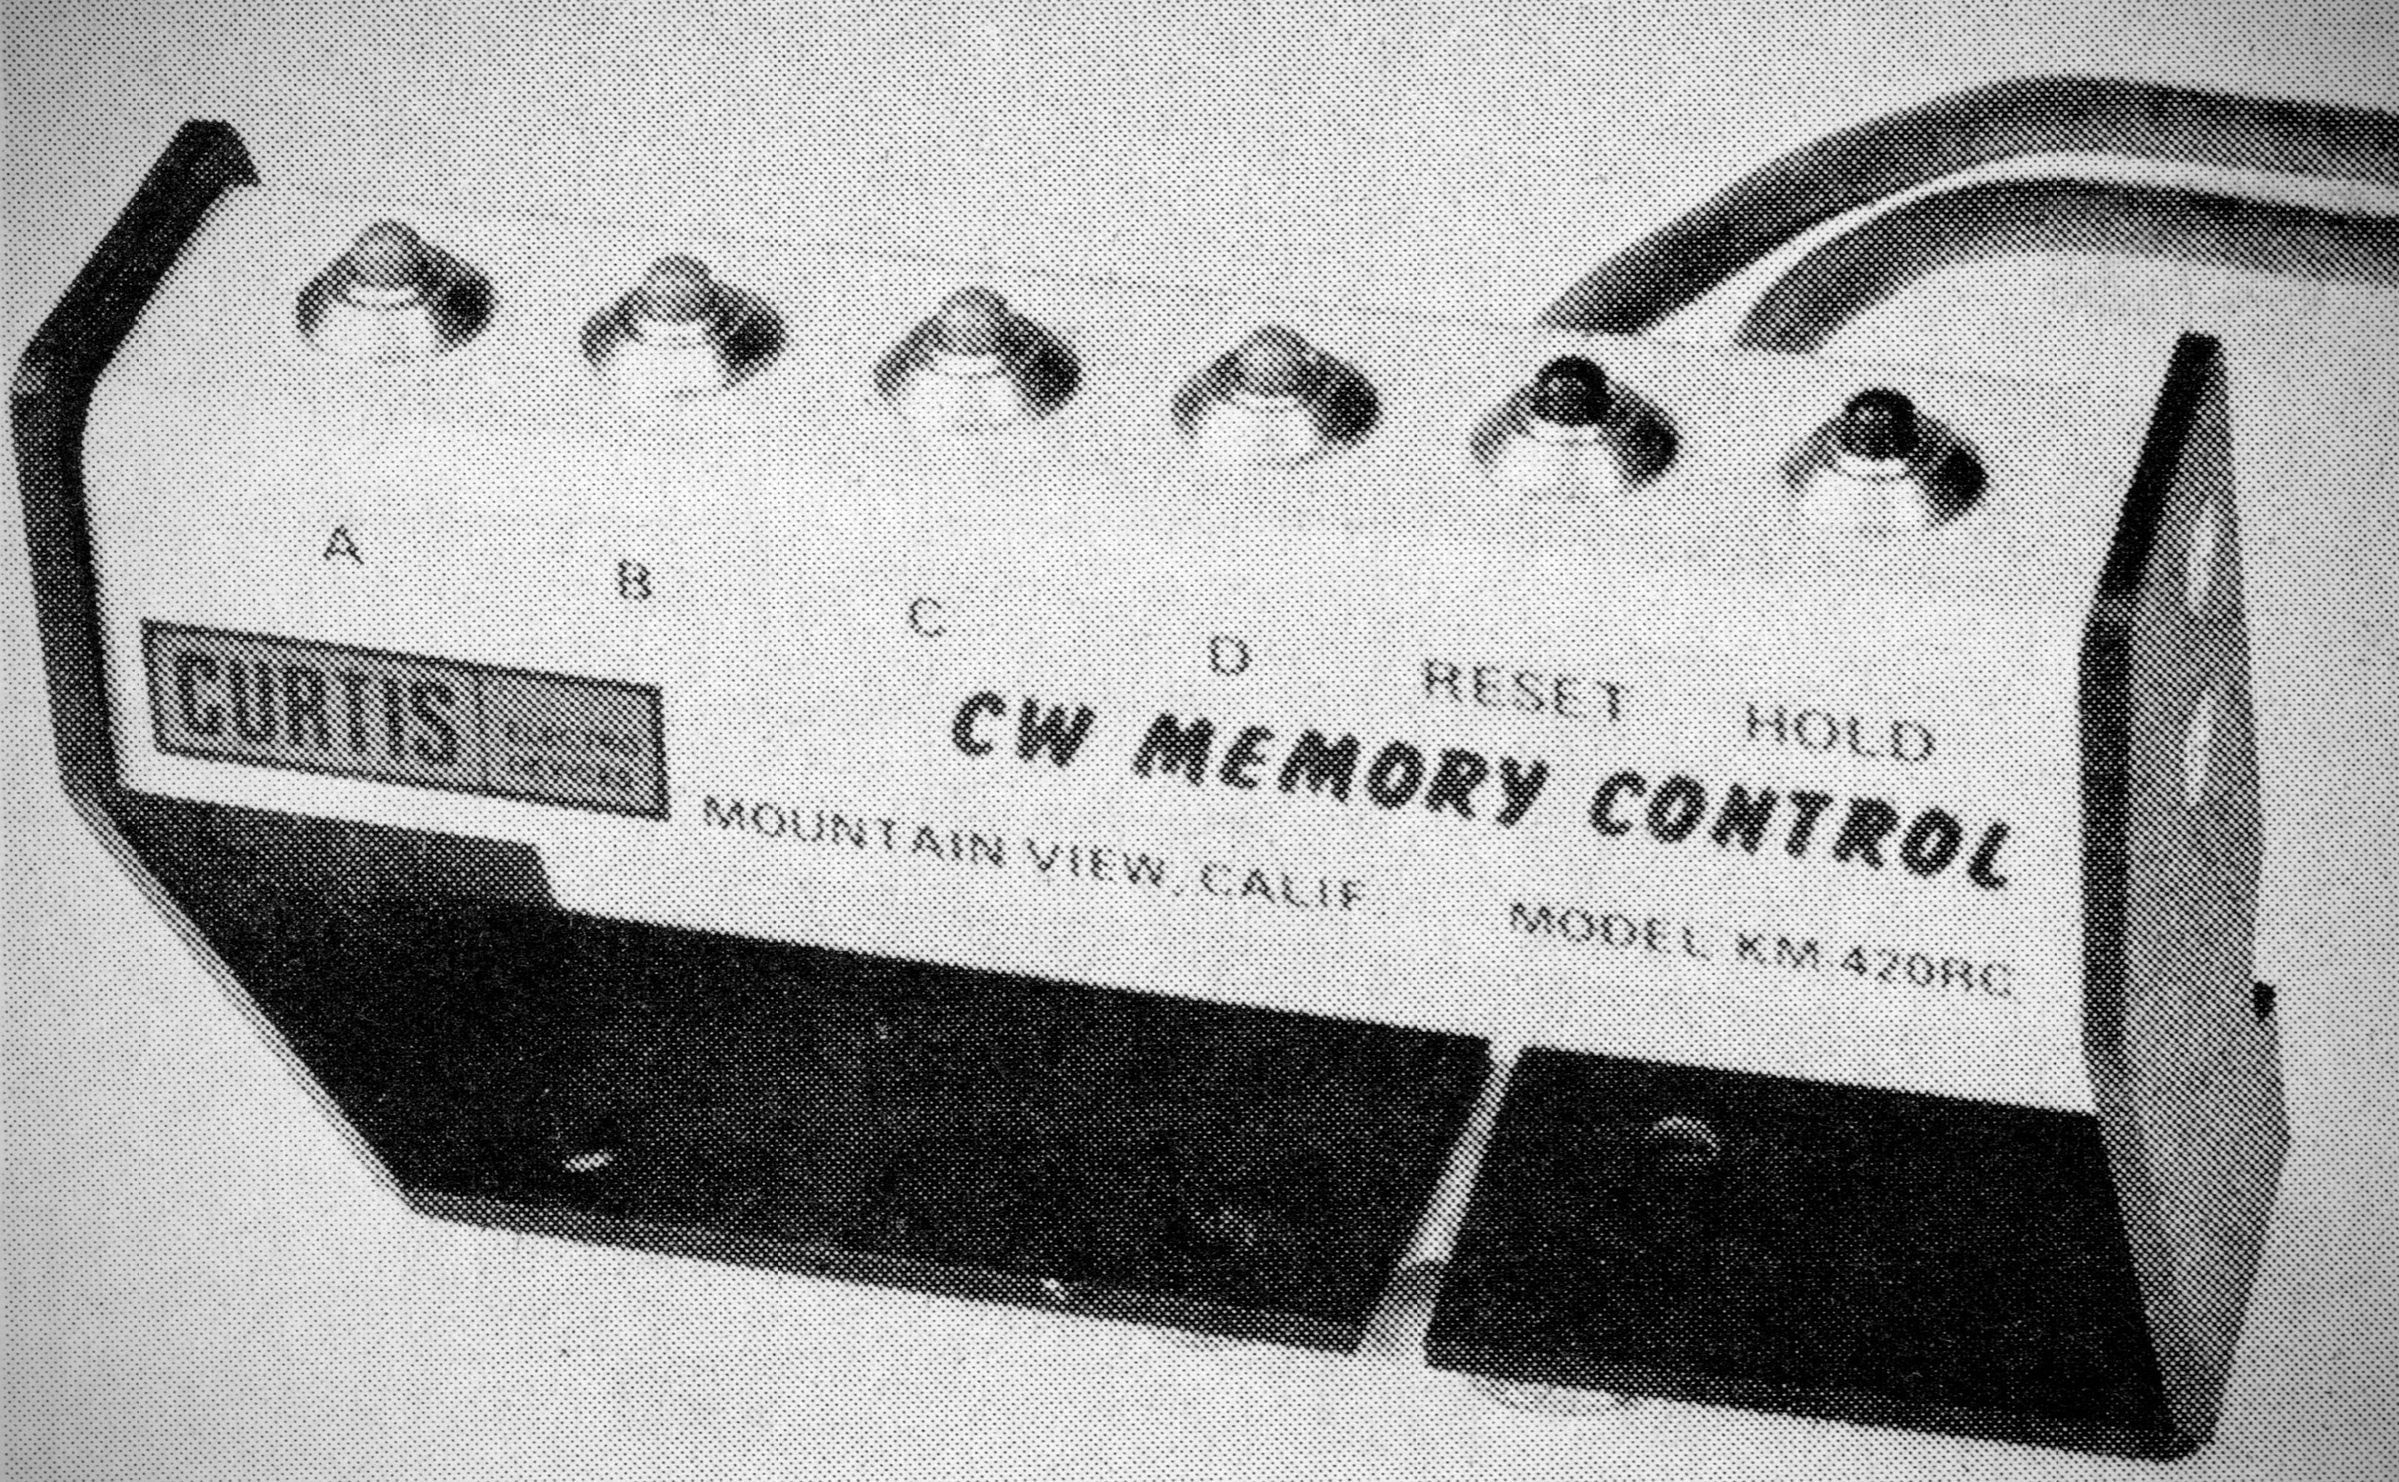 A B C D RESET HOLD
CURTIS
CW MEMORY CONTROL
MOUNTAIN VIEW, CALIF.
MODEL KM-420RC